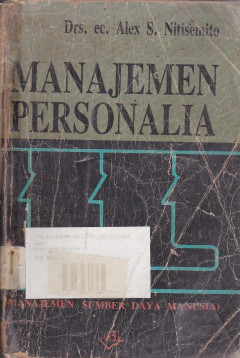 Drs. ec. Alex S. Nitisemito
MANAJEMEN
PERSONALIA
(MANAJEMEN SUMBER DAYA MANUSIA)